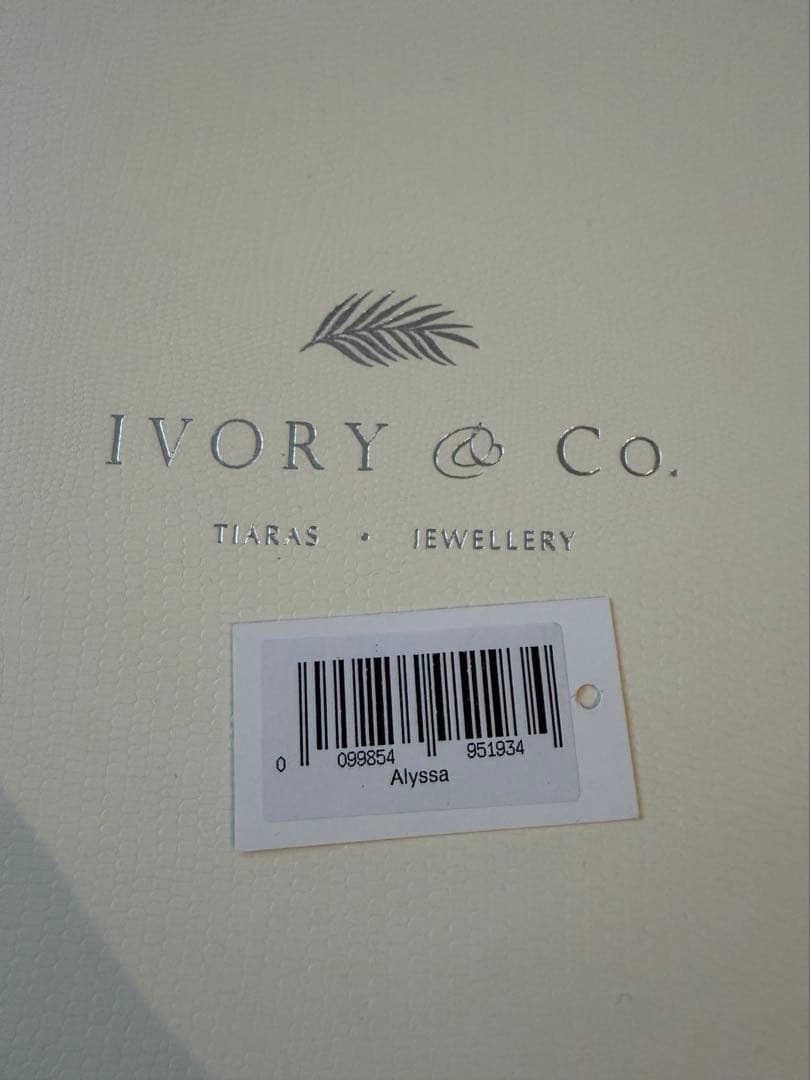 IVORY & Co.
TIARAS • JEWELLERY
0 099854 951934
Alyssa